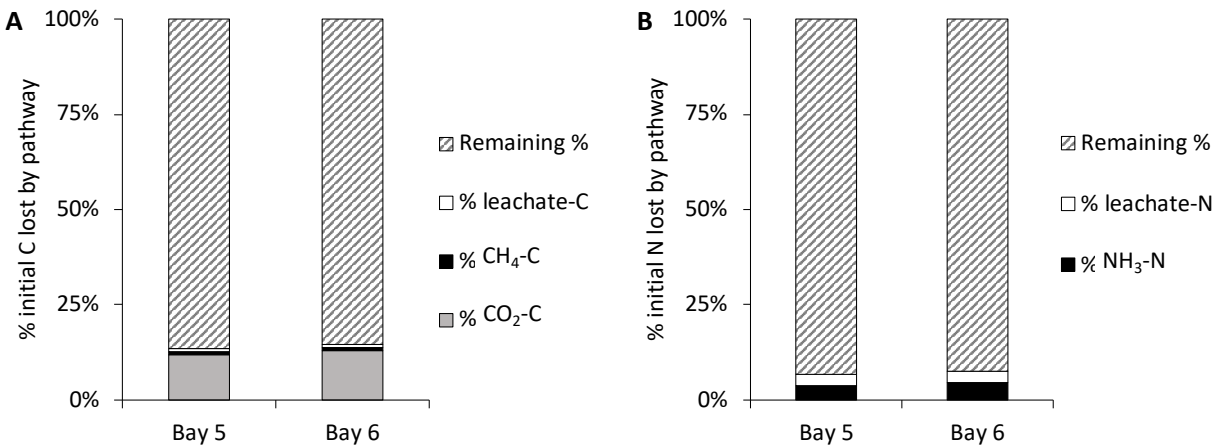 A
% initial C lost by pathway
100%
75%
50%
25%
0%
Bay 5
Bay 6
Remaining %
% leachate-C
% CH₄-C
% CO₂-C
B
% initial N lost by pathway
100%
75%
50%
25%
0%
Bay 5
Bay 6
Remaining %
% leachate-N
% NH₃-N